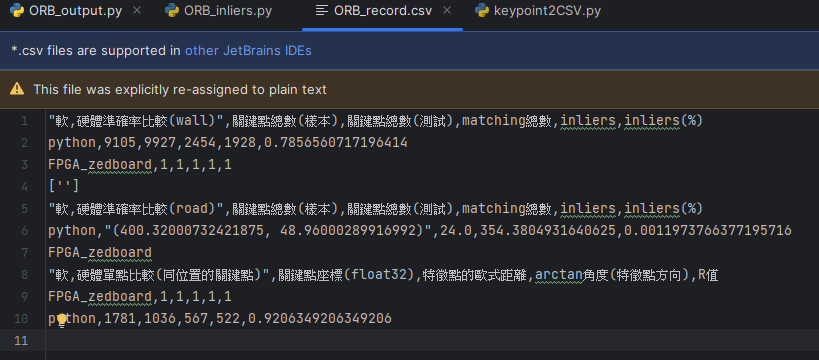 ORB_output.py
ORB_inliers.py
ORB_record.csv
keypoint2CSV.py
*.csv files are supported in other JetBrains IDEs
This file was explicitly re-assigned to plain text
1 "軟,硬體準確率比較(wall)",關鍵點總數(樣本),關鍵點總數(測試),matching總數,inliers,inliers(%)
2 python,9105,9927,2454,1928,0.7856560717196414
3 FPGA_zedboard,1,1,1,1,1
4 ['']
5 "軟,硬體準確率比較(road)",關鍵點總數(樣本),關鍵點總數(測試),matching總數,inliers,inliers(%)
6 python,"(400.32000732421875, 48.96000289916992)",24.0,354.3804931640625,0.0011973766377195716
7 FPGA_zedboard
8 "軟,硬體單點比較(同位置的關鍵點)",關鍵點座標(float32),特徵點的歐式距離,arctan角度(特徵點方向),R值
9 FPGA_zedboard,1,1,1,1,1
10 python,1781,1036,567,522,0.9206349206349206
11